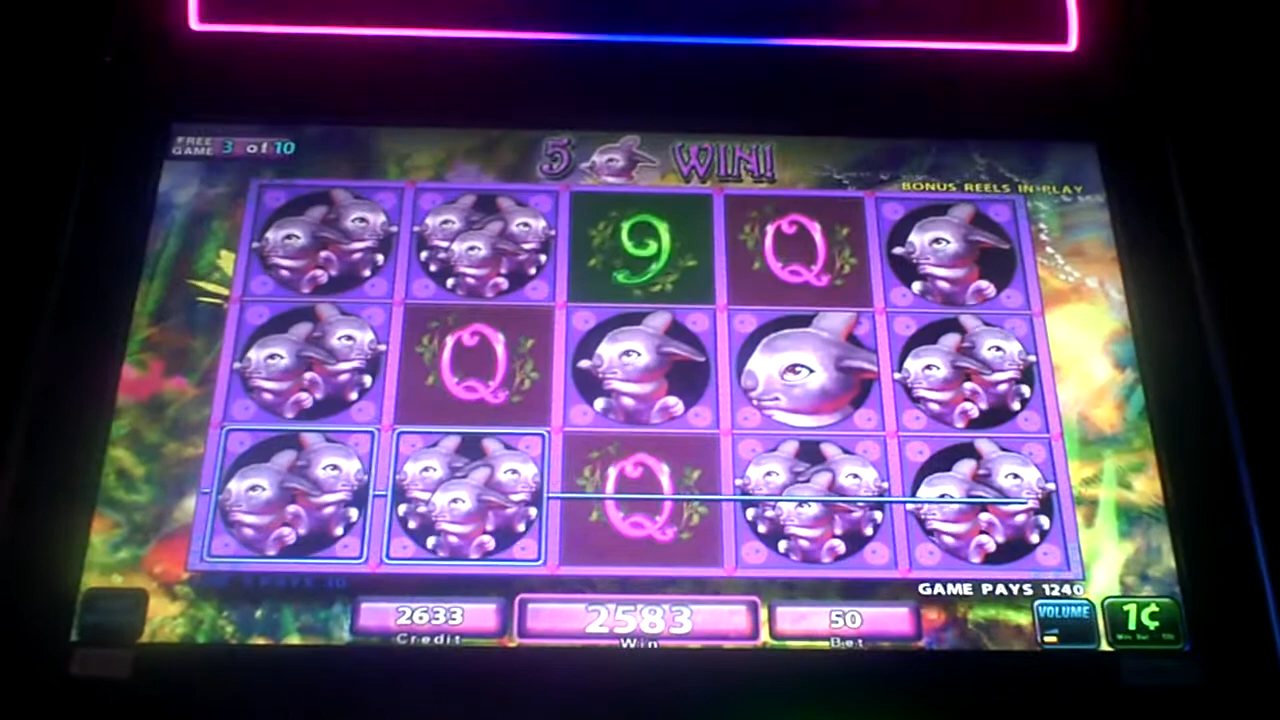 FREE
GAME 3 of 10
5 WIN!
BONUS REELS IN PLAY
9
Q
Q
Q
GAME PAYS 1240
2633
Credit
2583
Win
50
Bet
VOLUME
1¢